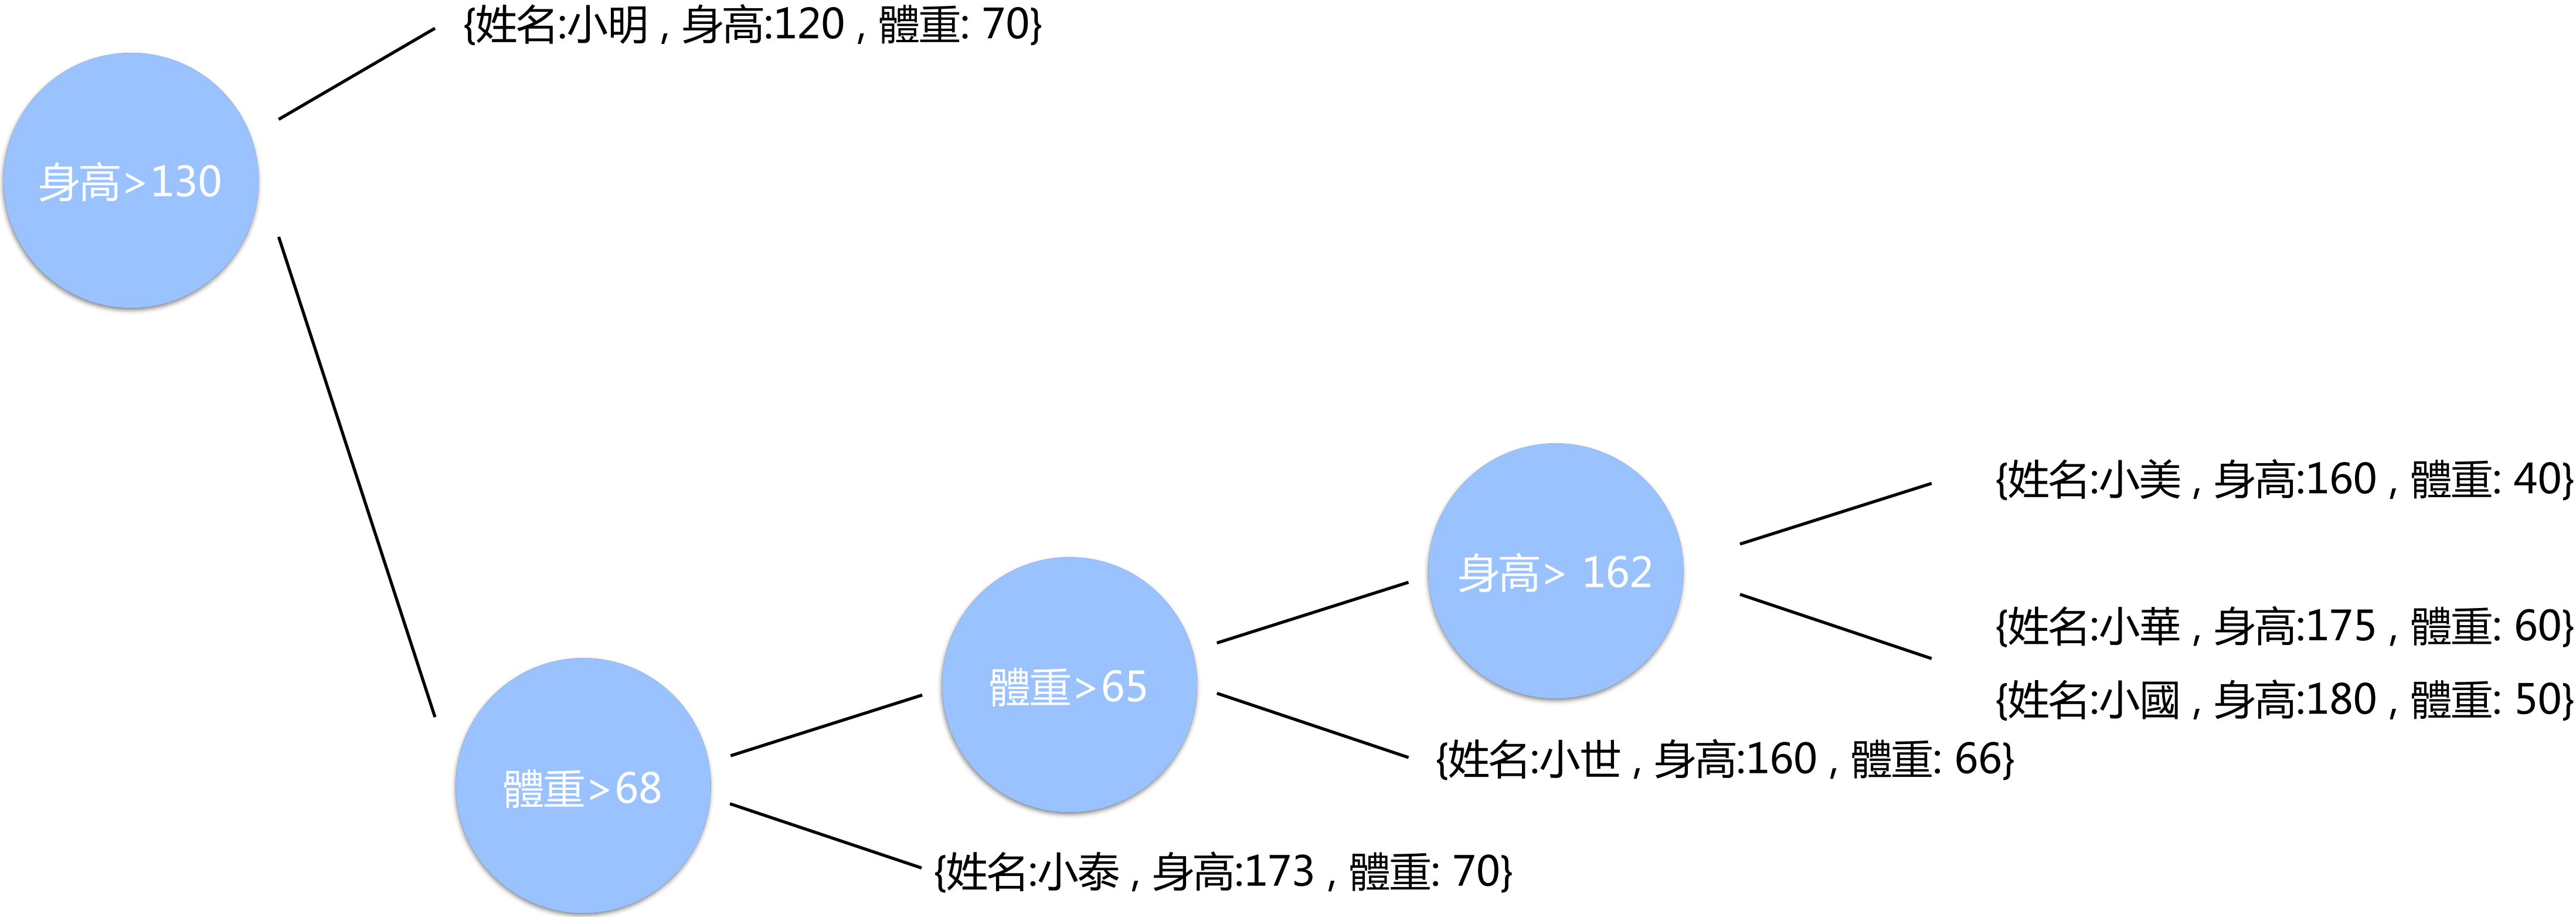 {姓名:小明 , 身高:120 , 體重: 70}
身高>130
{姓名:小美 , 身高:160 , 體重: 40}
身高> 162
{姓名:小華 , 身高:175 , 體重: 60}
體重>65
{姓名:小國 , 身高:180 , 體重: 50}
{姓名:小世 , 身高:160 , 體重: 66}
體重>68
{姓名:小泰 , 身高:173 , 體重: 70}